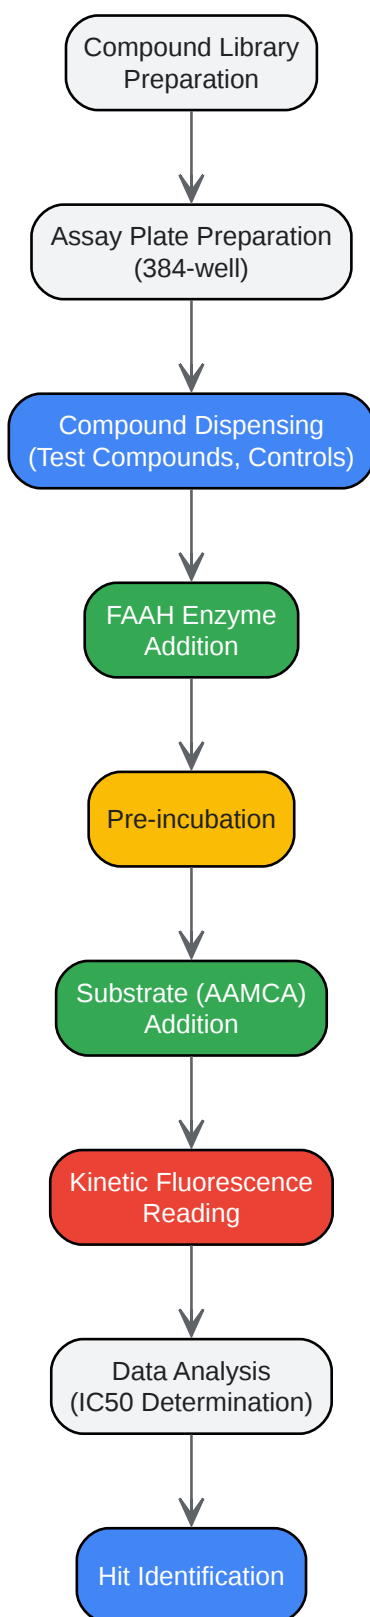 Compound Library
Preparation
Assay Plate Preparation
(384-well)
Compound Dispensing
(Test Compounds, Controls)
FAAH Enzyme
Addition
Pre-incubation
Substrate (AAMCA)
Addition
Kinetic Fluorescence
Reading
Data Analysis
(IC50 Determination)
Hit Identification